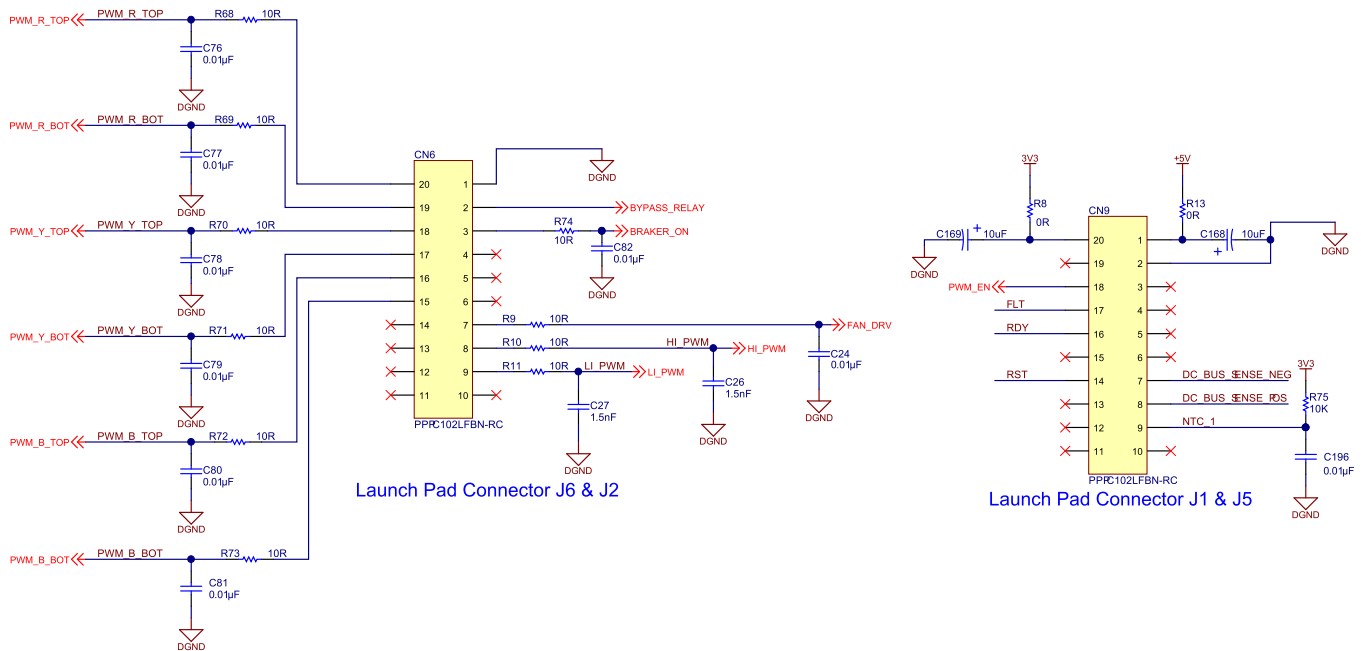 PWM_R_TOP PWM_R_TOP R68 10R
C76
0.01µF
DGND
PWM_R_BOT PWM_R_BOT R69 10R
C77
0.01µF
DGND
PWM_Y_TOP PWM_Y_TOP R70 10R
C78
0.01µF
DGND
PWM_Y_BOT PWM_Y_BOT R71 10R
C79
0.01µF
DGND
PWM_B_TOP PWM_B_TOP R72 10R
C80
0.01µF
DGND
PWM_B_BOT PWM_B_BOT R73 10R
C81
0.01µF
DGND
CN6
20 1
19 2
18 3
17 4
16 5
15 6
14 7
13 8
12 9
11 10
PPPC102LFBN-RC
DGND
BYPASS_RELAY
R74
10R
BRAKER_ON
C82
0.01µF
DGND
R9 10R FAN_DRV
R10 10R HI_PWM HI_PWM
R11 10R LI_PWM LI_PWM
C24
0.01µF
DGND
C26
1.5nF
DGND
C27
1.5nF
DGND
Launch Pad Connector J6 & J2
3V3
R8
0R
C169 + 10uF
DGND
PWM_EN
FLT
RDY
RST
CN9
20 1
19 2
18 3
17 4
16 5
15 6
14 7
13 8
12 9
11 10
PPPC102LFBN-RC
+5V
R13
0R
C168 10uF
+
DGND
DC_BUS_SENSE_NEG
DC_BUS_SENSE_POS
NTC_1
3V3
R75
10K
C196
0.01µF
DGND
Launch Pad Connector J1 & J5